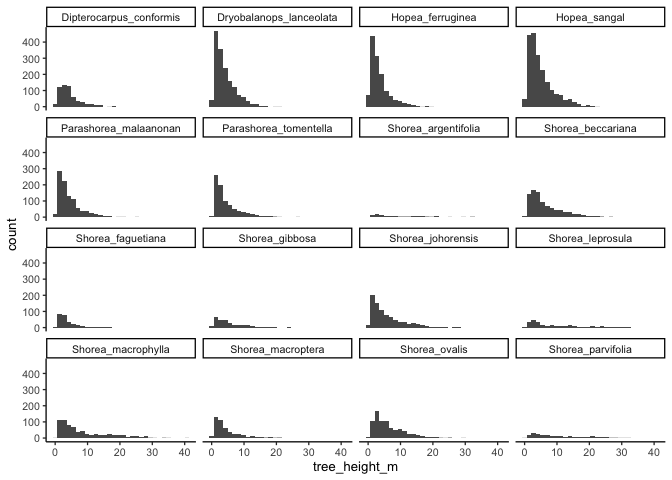 Dipterocarpus_conformis Dryobalanops_lanceolata Hopea_ferruginea Hopea_sangal
400
300
200
100
0
Parashorea_malaanonan Parashorea_tomentella Shorea_argentifolia Shorea_beccariana
400
300
200
100
0
count
Shorea_faguetiana Shorea_gibbosa Shorea_johorensis Shorea_leprosula
400
300
200
100
0
Shorea_macrophylla Shorea_macroptera Shorea_ovalis Shorea_parvifolia
400
300
200
100
0
0 10 20 30 40 0 10 20 30 40 0 10 20 30 40 0 10 20 30 40
tree_height_m